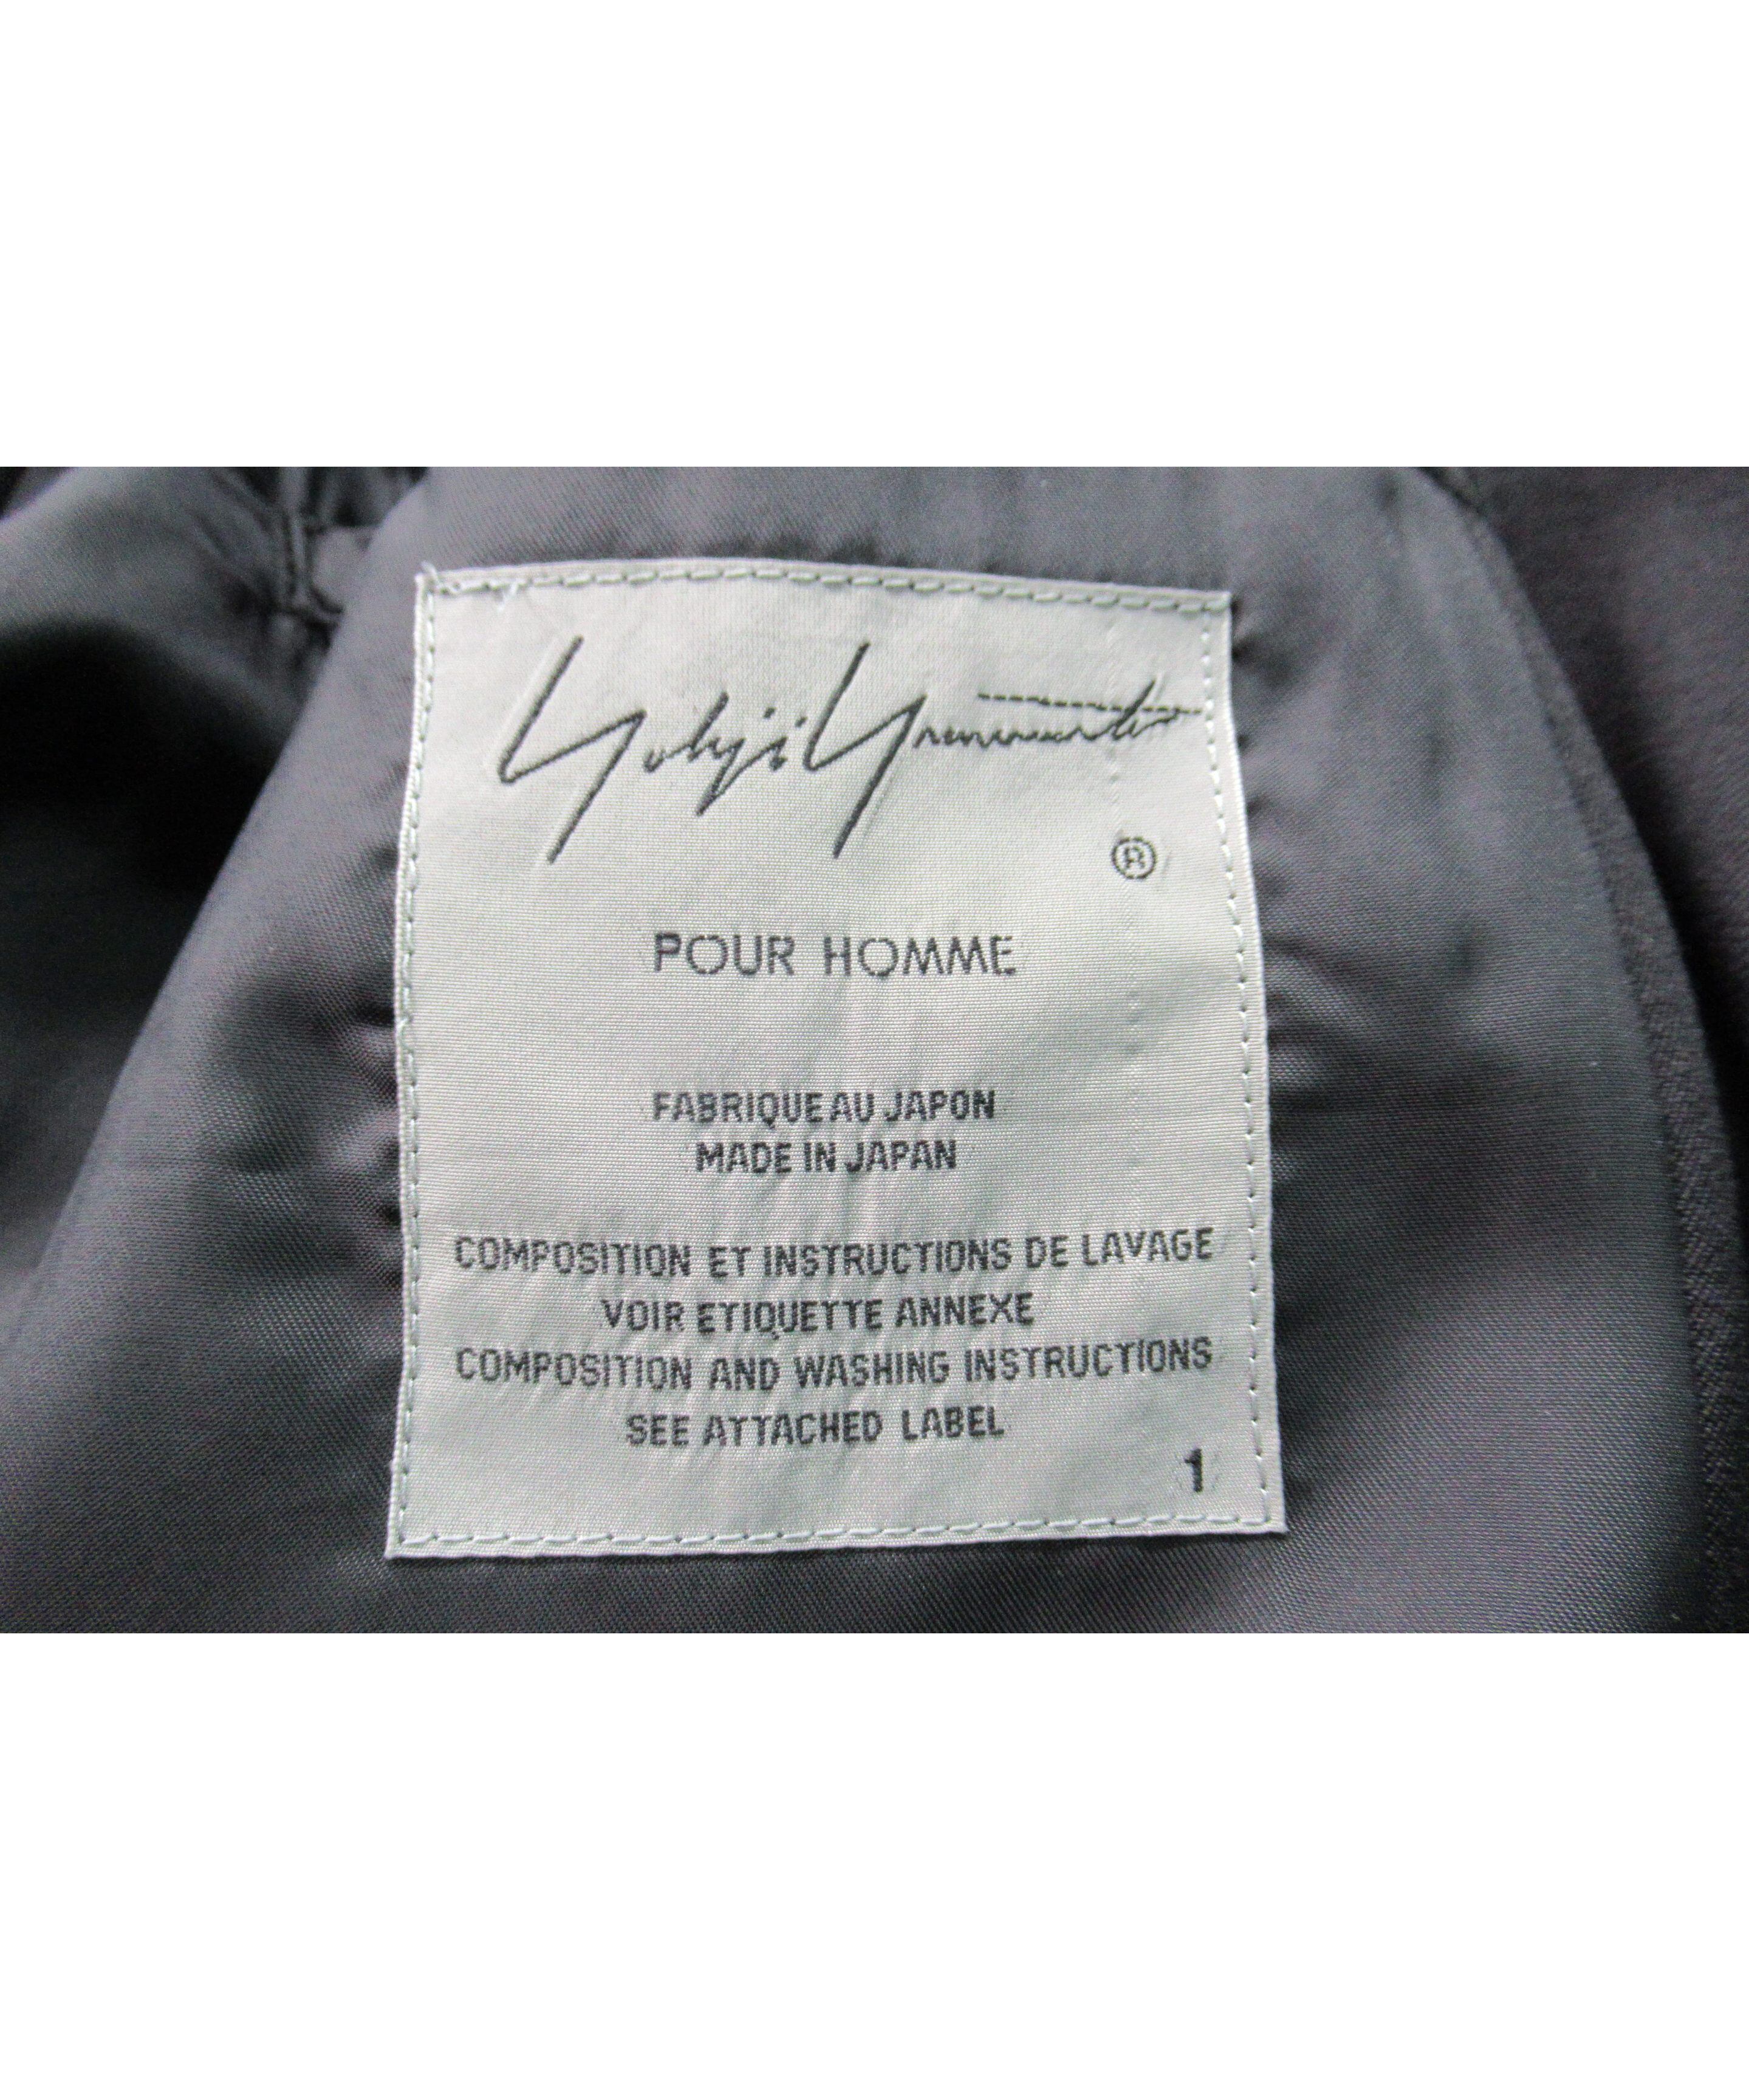 Yohji Yamamoto
®
POUR HOMME
FABRIQUE AU JAPON
MADE IN JAPAN
COMPOSITION ET INSTRUCTIONS DE LAVAGE
VOIR ETIQUETTE ANNEXE
COMPOSITION AND WASHING INSTRUCTIONS
SEE ATTACHED LABEL
1